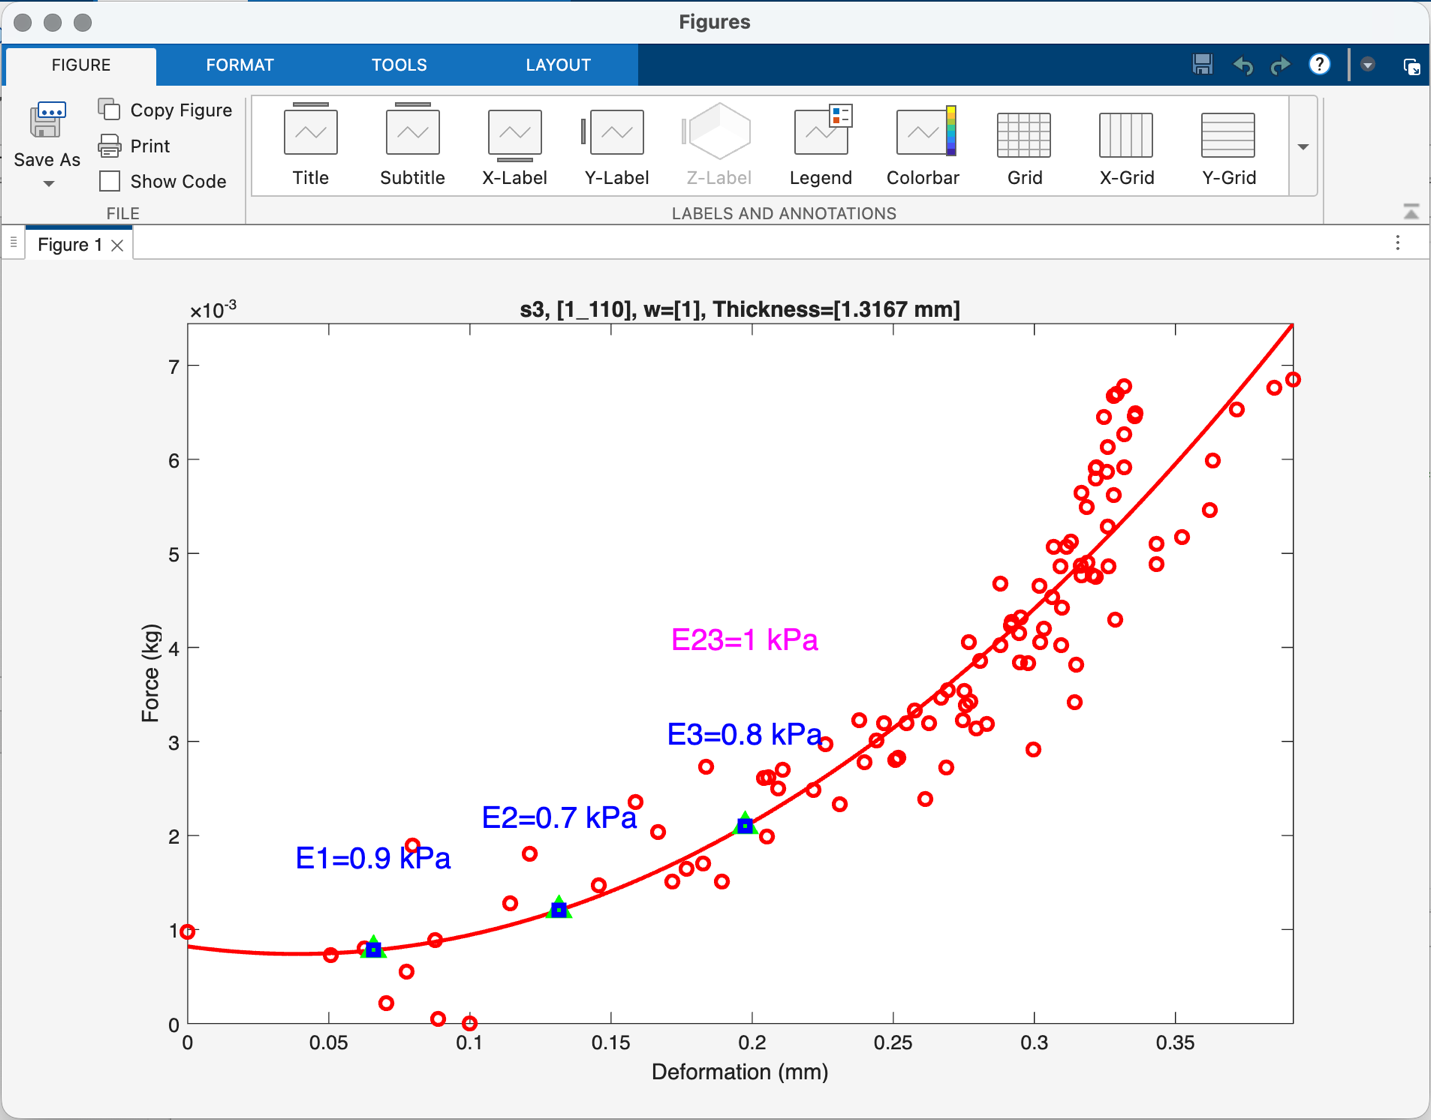 Figures
FIGURE FORMAT TOOLS LAYOUT
Save As
Copy Figure
Print
Show Code
FILE
Title Subtitle X-Label Y-Label Z-Label Legend Colorbar Grid X-Grid Y-Grid
LABELS AND ANNOTATIONS
Figure 1
×10-3
s3, [1_110], w=[1], Thickness=[1.3167 mm]
7
6
5
4
3
2
1
0
Force (kg)
E23=1 kPa
E3=0.8 kPa
E2=0.7 kPa
E1=0.9 kPa
0 0.05 0.1 0.15 0.2 0.25 0.3 0.35
Deformation (mm)